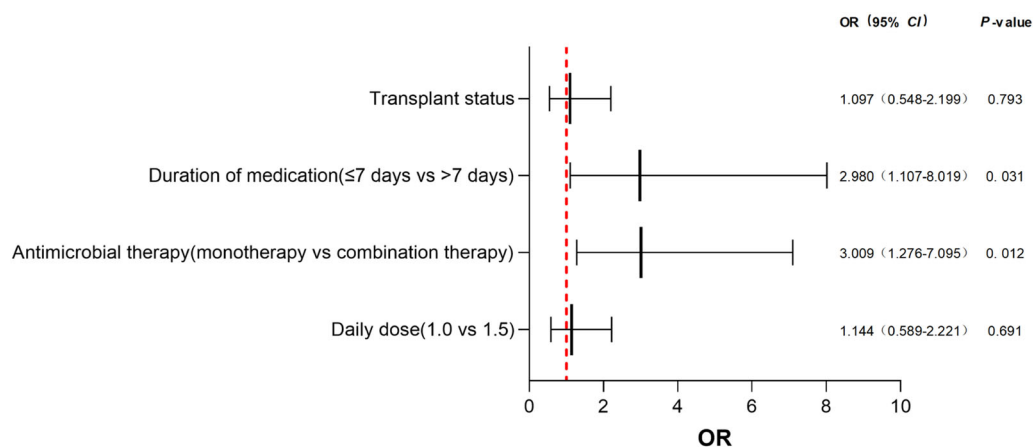 OR (95% CI) P-value
Transplant status 1.097（0.548-2.199） 0.793
Duration of medication(≤7 days vs >7 days) 2.980（1.107-8.019） 0. 031
Antimicrobial therapy(monotherapy vs combination therapy) 3.009（1.276-7.095） 0. 012
Daily dose(1.0 vs 1.5) 1.144（0.589-2.221） 0.691
0 2 4 6 8 10
OR